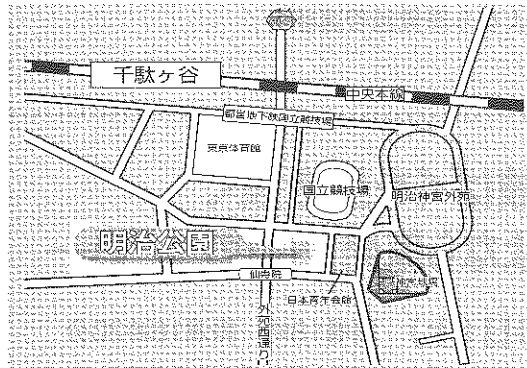 千駄ヶ谷
中央本線
都営地下鉄国立競技場
東京体育館
国立競技場
明治神宮外苑
明治公園
仙寿院
日本青年会館
外苑西通り